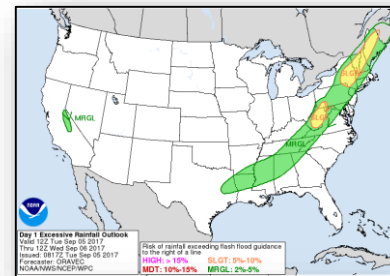 SLGT
SLGT
MRGL
MRGL
NOAA
Day 1 Excessive Rainfall Outlook
Valid 12Z Tue Sep 05 2017
Thru 12Z Wed Sep 06 2017
Issued: 0817Z Tue Sep 05 2017
Forecaster: ORAVEC
NOAA/NWS/NCEP/WPC
Risk of rainfall exceeding flash flood guidance
to the right of a line
HIGH: > 15% SLGT: 5%-10%
MDT: 10%-15% MRGL: 2%-5%